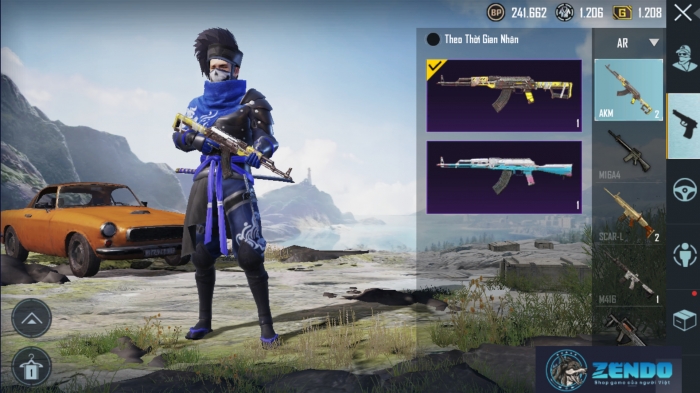 BP 241.662 1.206 G 1.208
Theo Thời Gian Nhận
AR
1
AKM 2
1
M16A4
SCAR-L 2
M416 1
ZENDO
Shop game của người Việt